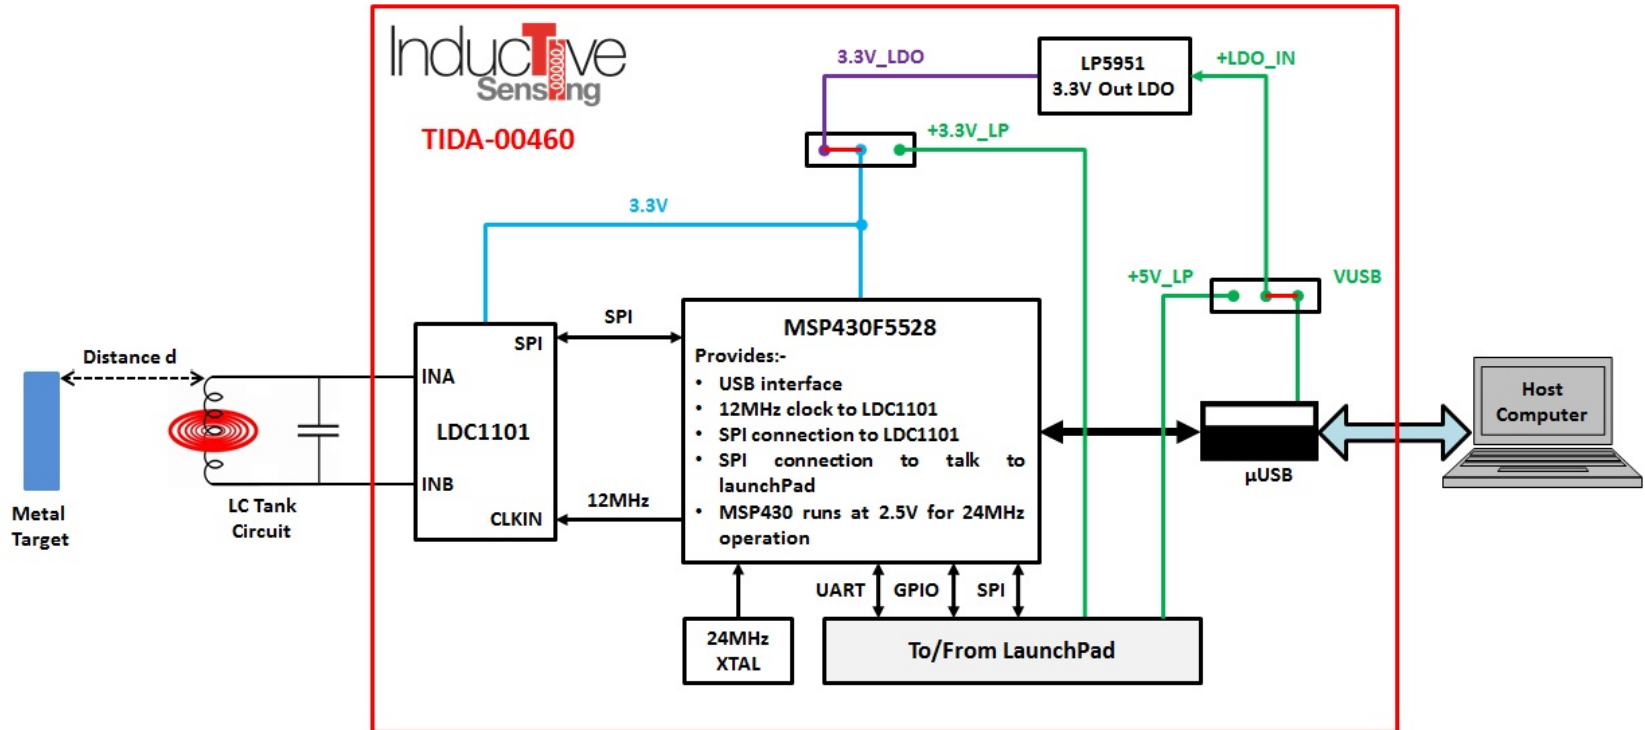 InducTive
Sensing
TIDA-00460
3.3V_LDO
LP5951
3.3V Out LDO
+LDO_IN
+3.3V_LP
3.3V
+5V_LP
VUSB
SPI
MSP430F5528
Provides:-
• USB interface
• 12MHz clock to LDC1101
• SPI connection to LDC1101
• SPI connection to talk to
launchPad
• MSP430 runs at 2.5V for 24MHz
operation
SPI
INA
LDC1101
INB
CLKIN
12MHz
Distance d
Metal
Target
LC Tank
Circuit
µUSB
Host
Computer
UART
GPIO
SPI
24MHz
XTAL
To/From LaunchPad